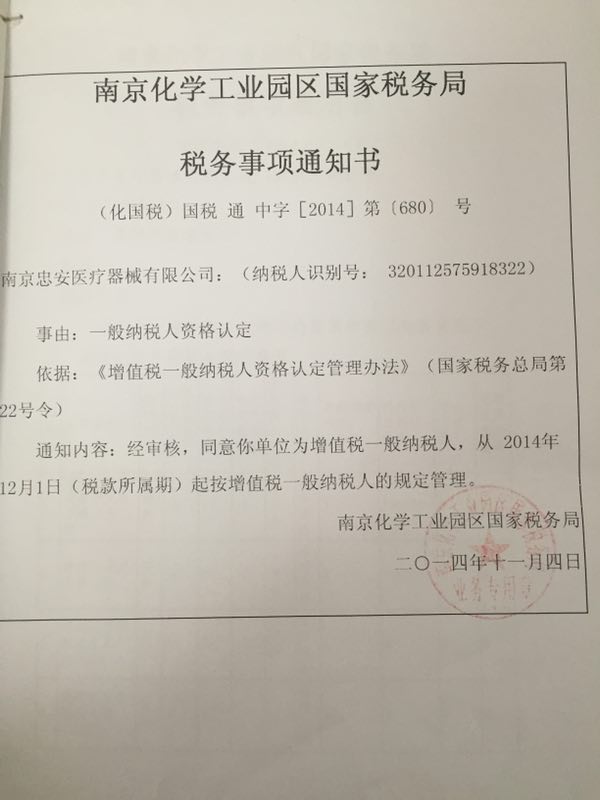 南京化学工业园区国家税务局
税务事项通知书
（化国税）国税 通 中字［2014］第〔680〕 号
南京忠安医疗器械有限公司：（纳税人识别号： 320112575918322）
事由：一般纳税人资格认定
依据：《增值税一般纳税人资格认定管理办法》（国家税务总局第
22号令）
通知内容：经审核，同意你单位为增值税一般纳税人，从 2014年
12月1日（税款所属期）起按增值税一般纳税人的规定管理。
南京化学工业园区国家税务局
二〇一四年十一月四日
业务专用章